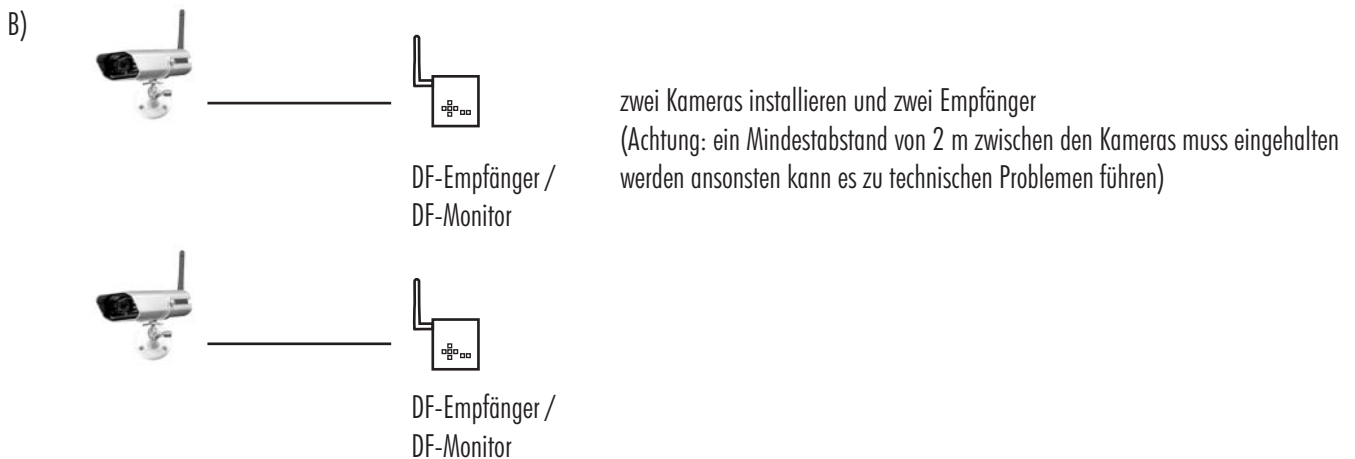 B)
zwei Kameras installieren und zwei Empfänger
(Achtung: ein Mindestabstand von 2 m zwischen den Kameras muss eingehalten
werden ansonsten kann es zu technischen Problemen führen)
DF-Empfänger /
DF-Monitor
DF-Empfänger /
DF-Monitor